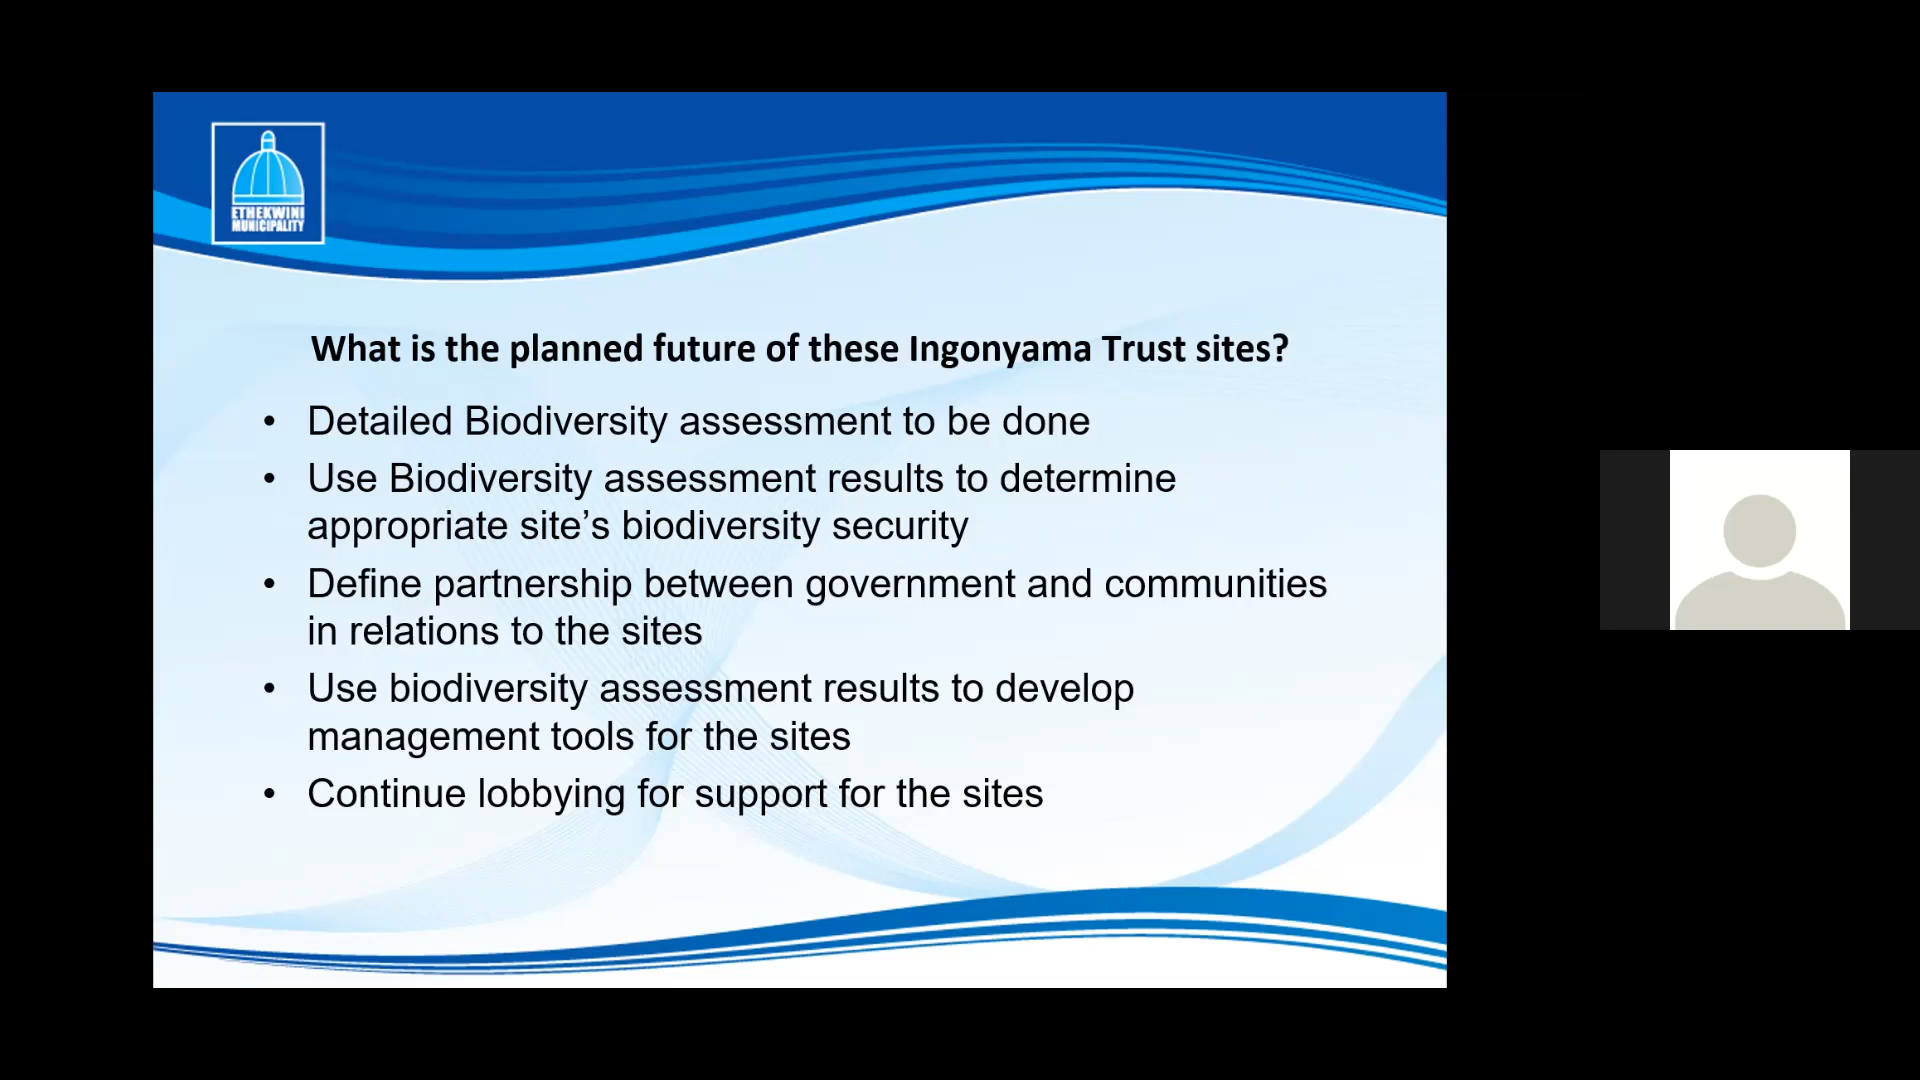 ETHEKWINI
MUNICIPALITY
What is the planned future of these Ingonyama Trust sites?
• Detailed Biodiversity assessment to be done
• Use Biodiversity assessment results to determine
appropriate site’s biodiversity security
• Define partnership between government and communities
in relations to the sites
• Use biodiversity assessment results to develop
management tools for the sites
• Continue lobbying for support for the sites